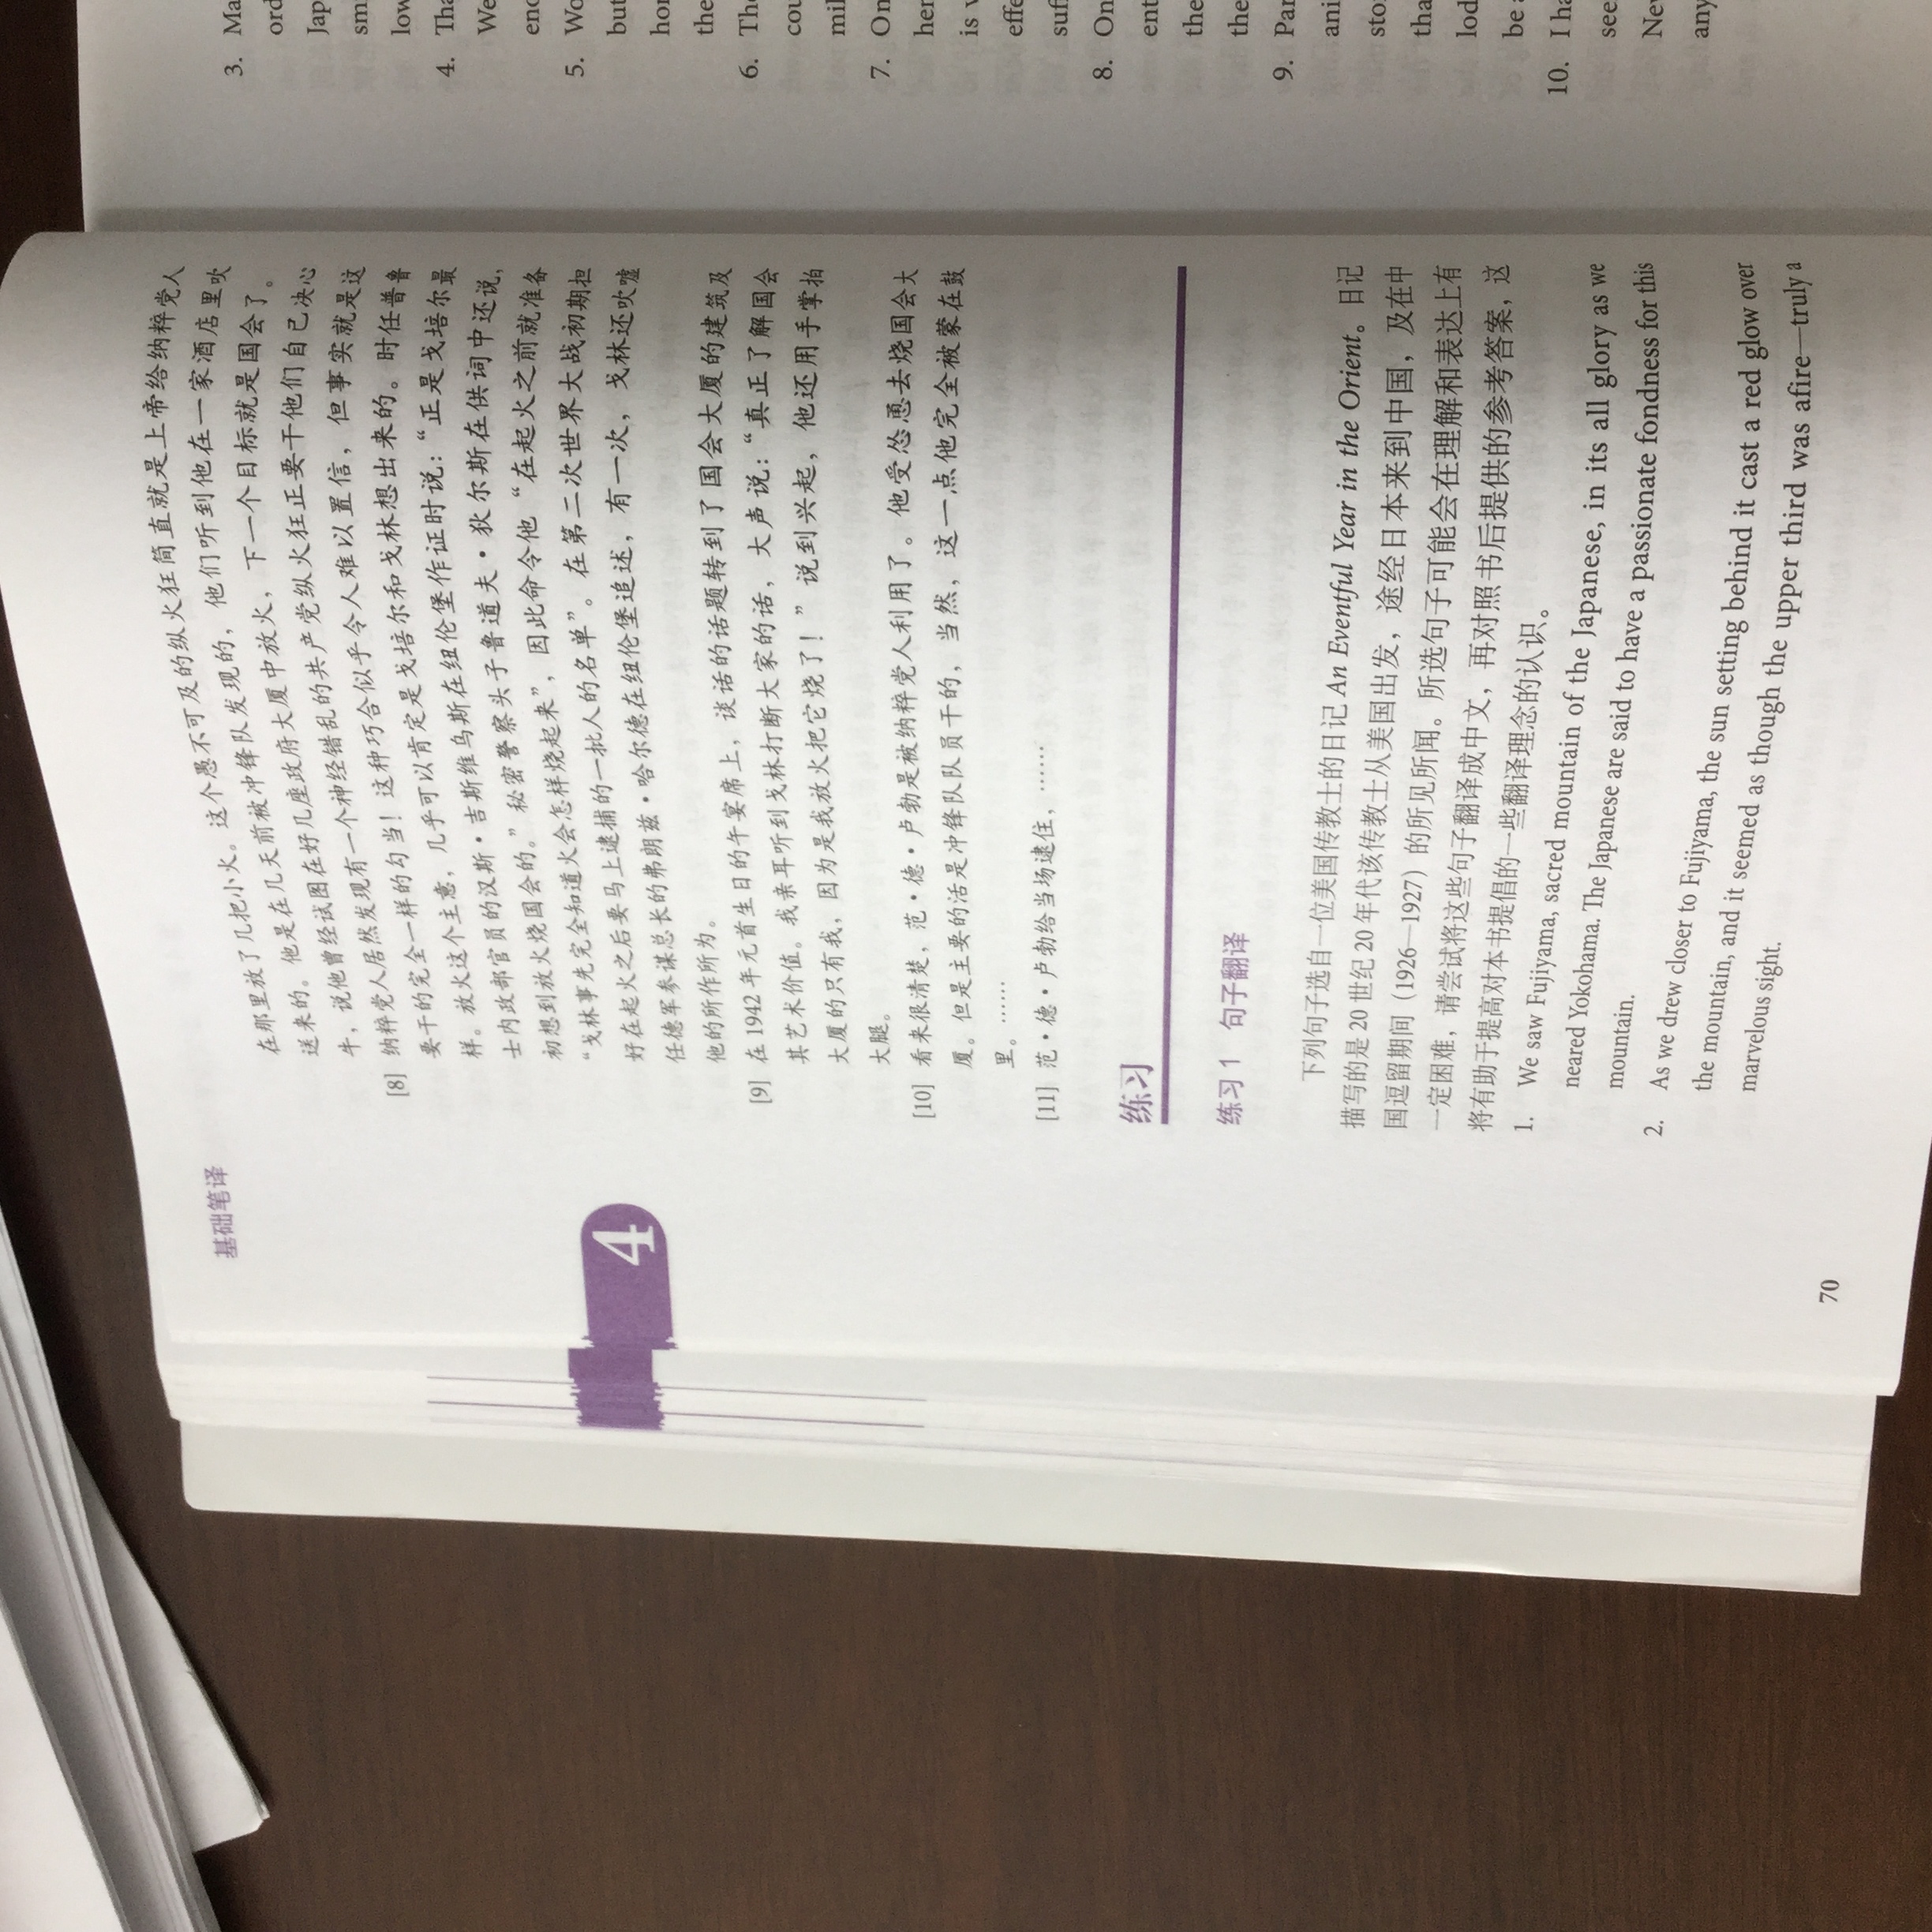 基础笔译
在那里放了几把小火。这个愚不可及的纵火狂简直就是上帝给纳粹党人
送来的。他是在几天前被冲锋队发现的，他们听到他在一家酒店里吹
牛，说他曾经试图在好几座政府大厦中放火，下一个目标就是国会了。
[8] 纳粹党人居然发现有一个神经错乱的共产党纵火狂正要干他们自己决心
要干的完全一样的勾当！这种巧合似乎令人难以置信，但事实就是这
样。放火这个主意，几乎可以肯定是戈培尔和戈林想出来的。时任普鲁
士内政部官员的汉斯·吉斯维乌斯在纽伦堡作证时说：“正是戈培尔最
初想到放火烧国会的。”秘密警察头子鲁道夫·狄尔斯在供词中还说，
“戈林事先完全知道火会怎样烧起来”，因此命令他“在起火之前就准备
好在起火之后要马上逮捕的一批人的名单”。在第二次世界大战初期担
任德军参谋总长的弗朗兹·哈尔德在纽伦堡追述，有一次，戈林还吹嘘
他的所作所为。
[9] 在1942年元首生日的午宴席上，谈话的话题转到了国会大厦的建筑及
其艺术价值。我亲耳听到戈林打断大家的话，大声说：“真正了解国会
大厦的只有我，因为是我放火把它烧了！”说到兴起，他还用手掌拍
大腿。
[10] 看来很清楚，范·德·卢勃是被纳粹党人利用了。他受怂恿去烧国会大
厦。但是主要的活是冲锋队队员干的，当然，这一点他完全被蒙在鼓
里。……
[11] 范·德·卢勃给当场逮住，……
练习
练习1 句子翻译
下列句子选自一位美国传教士的日记 An Eventful Year in the Orient。日记
描写的是20世纪20年代该传教士从美国出发，途经日本来到中国，及在中
国逗留期间（1926—1927）的所见所闻。所选句子可能会在理解和表达上有
一定困难，请尝试将这些句子翻译成中文，再对照书后提供的参考答案，这
将有助于提高对本书提倡的一些翻译理念的认识。
1. We saw Fujiyama, sacred mountain of the Japanese, in its all glory as we
neared Yokohama. The Japanese are said to have a passionate fondness for this
mountain.
2. As we drew closer to Fujiyama, the sun setting behind it cast a red glow over
the mountain, and it seemed as though the upper third was afire—truly a
marvelous sight.
70
4
3.
4.
5.
but
the
6.
7.
8.
the
the
9.
be
10. I
any